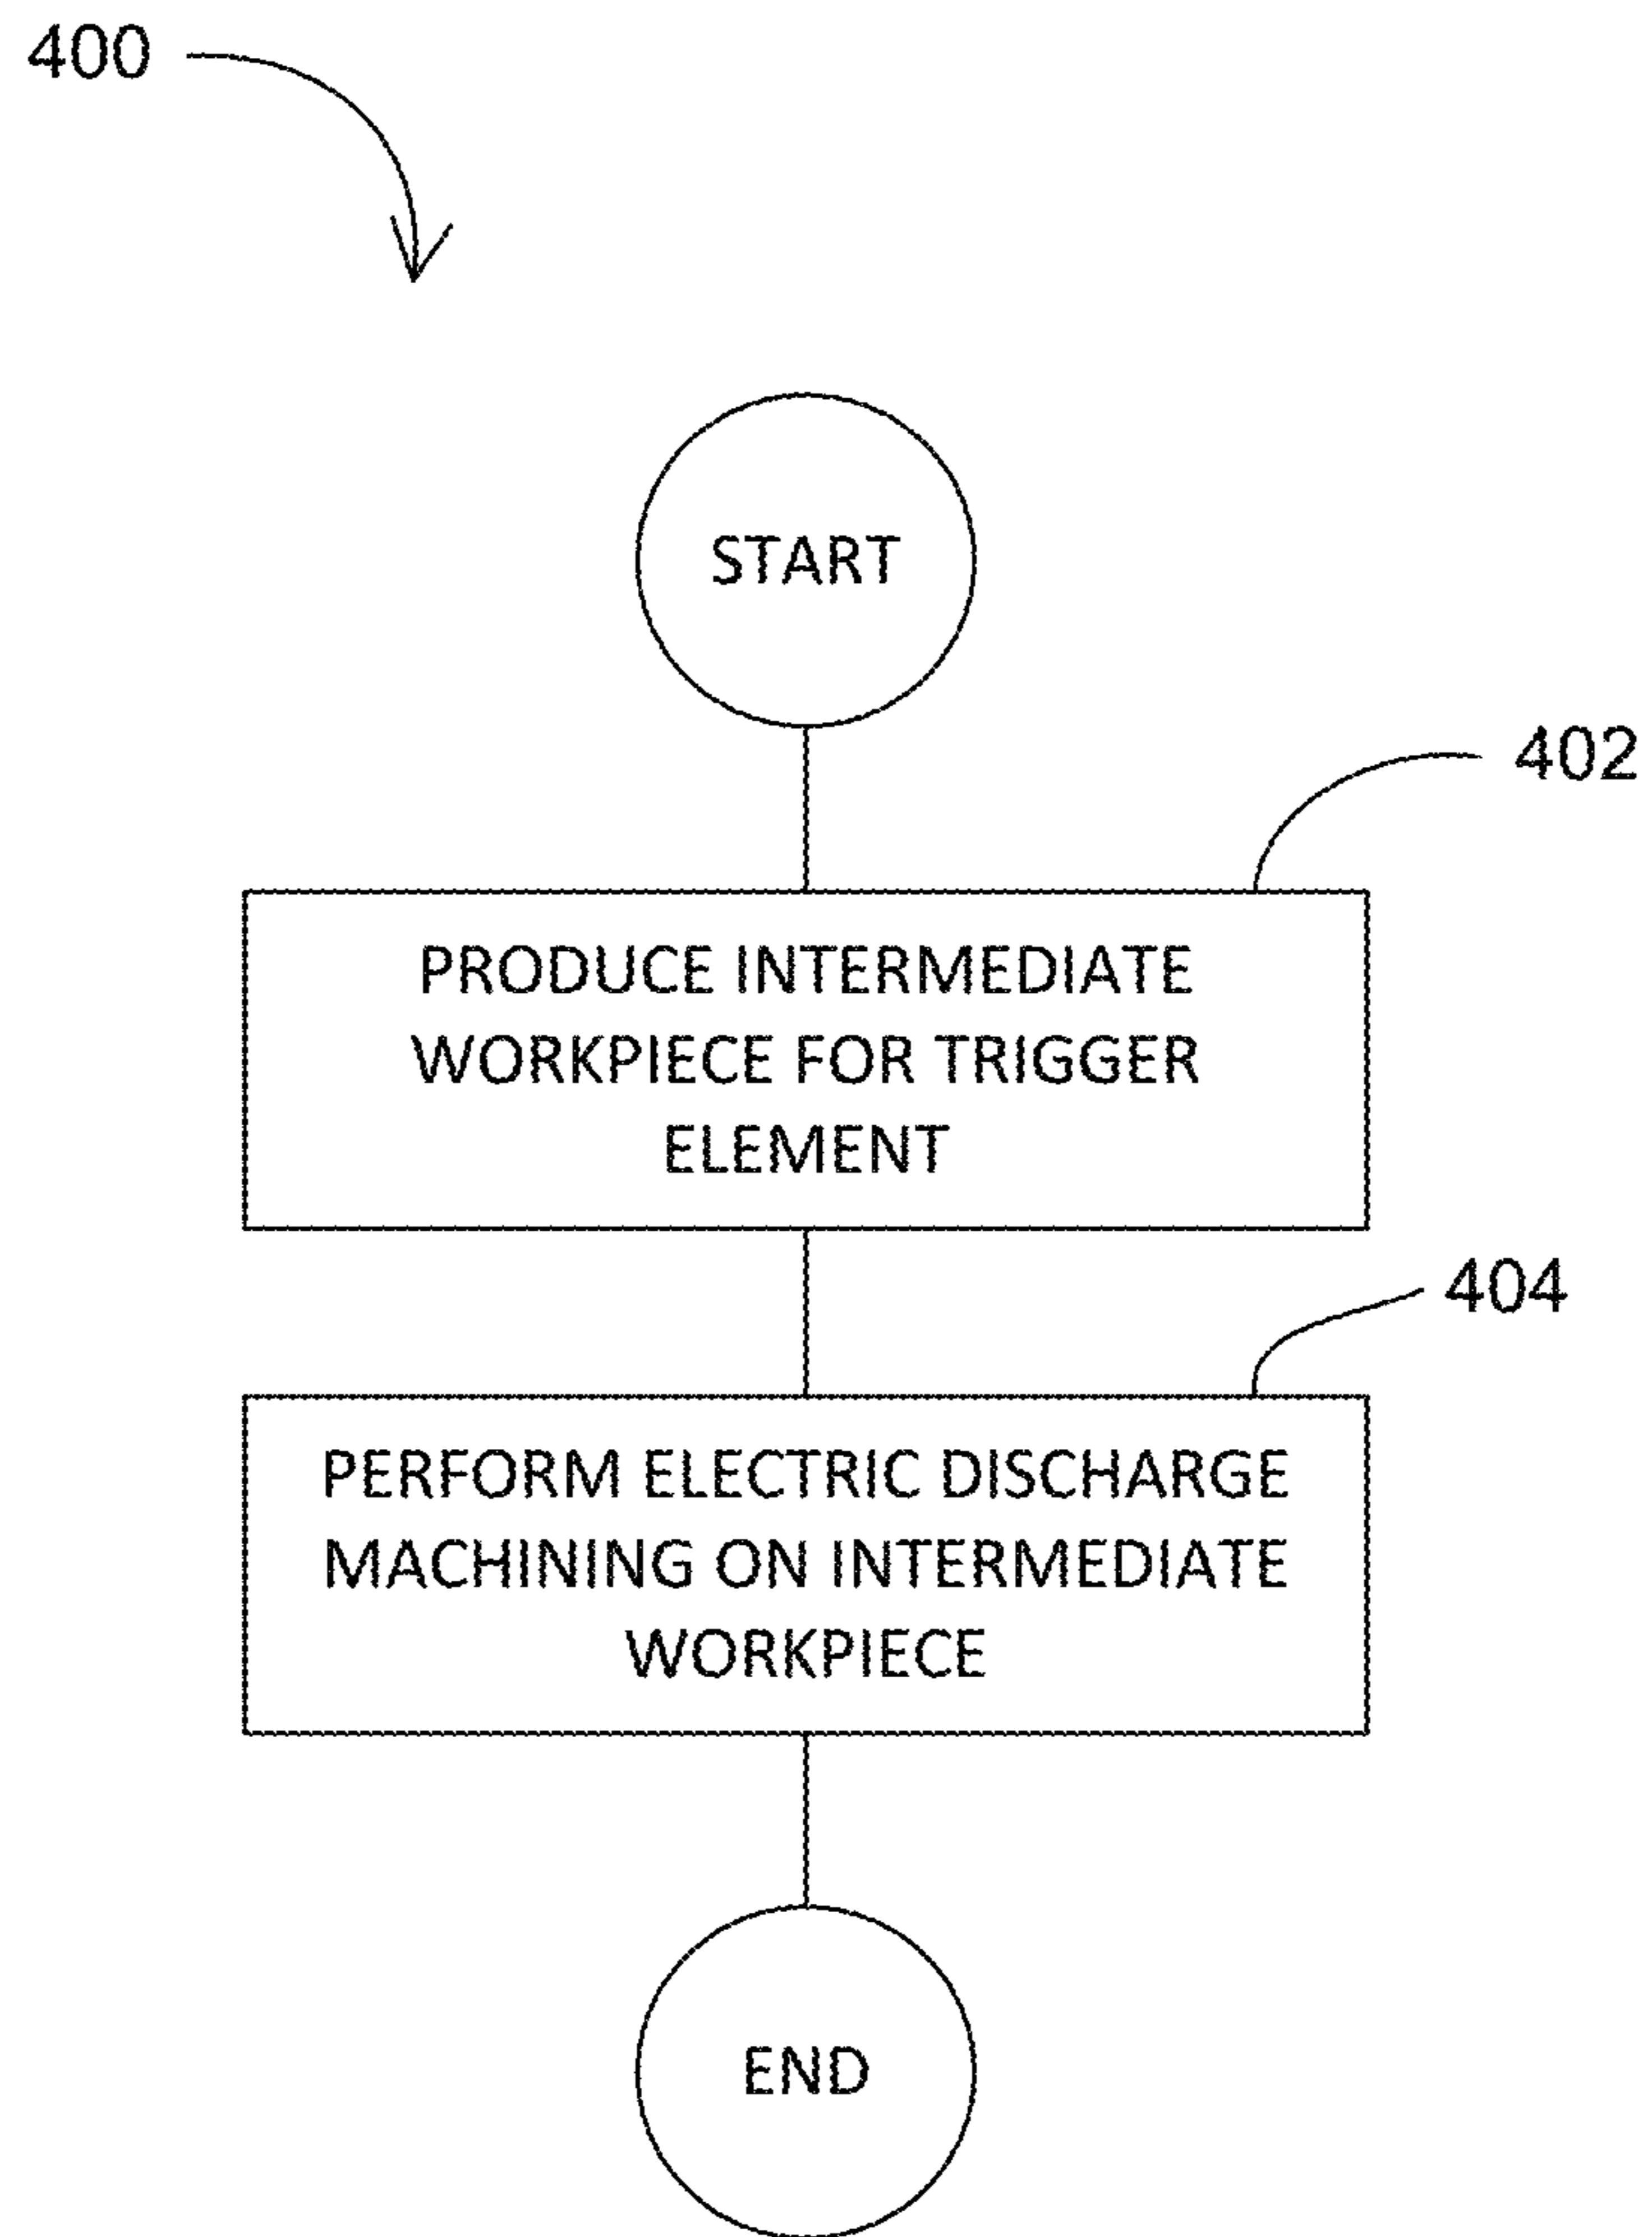 400
START
402
PRODUCE INTERMEDIATE
WORKPIECE FOR TRIGGER
ELEMENT
404
PERFORM ELECTRIC DISCHARGE
MACHINING ON INTERMEDIATE
WORKPIECE
END